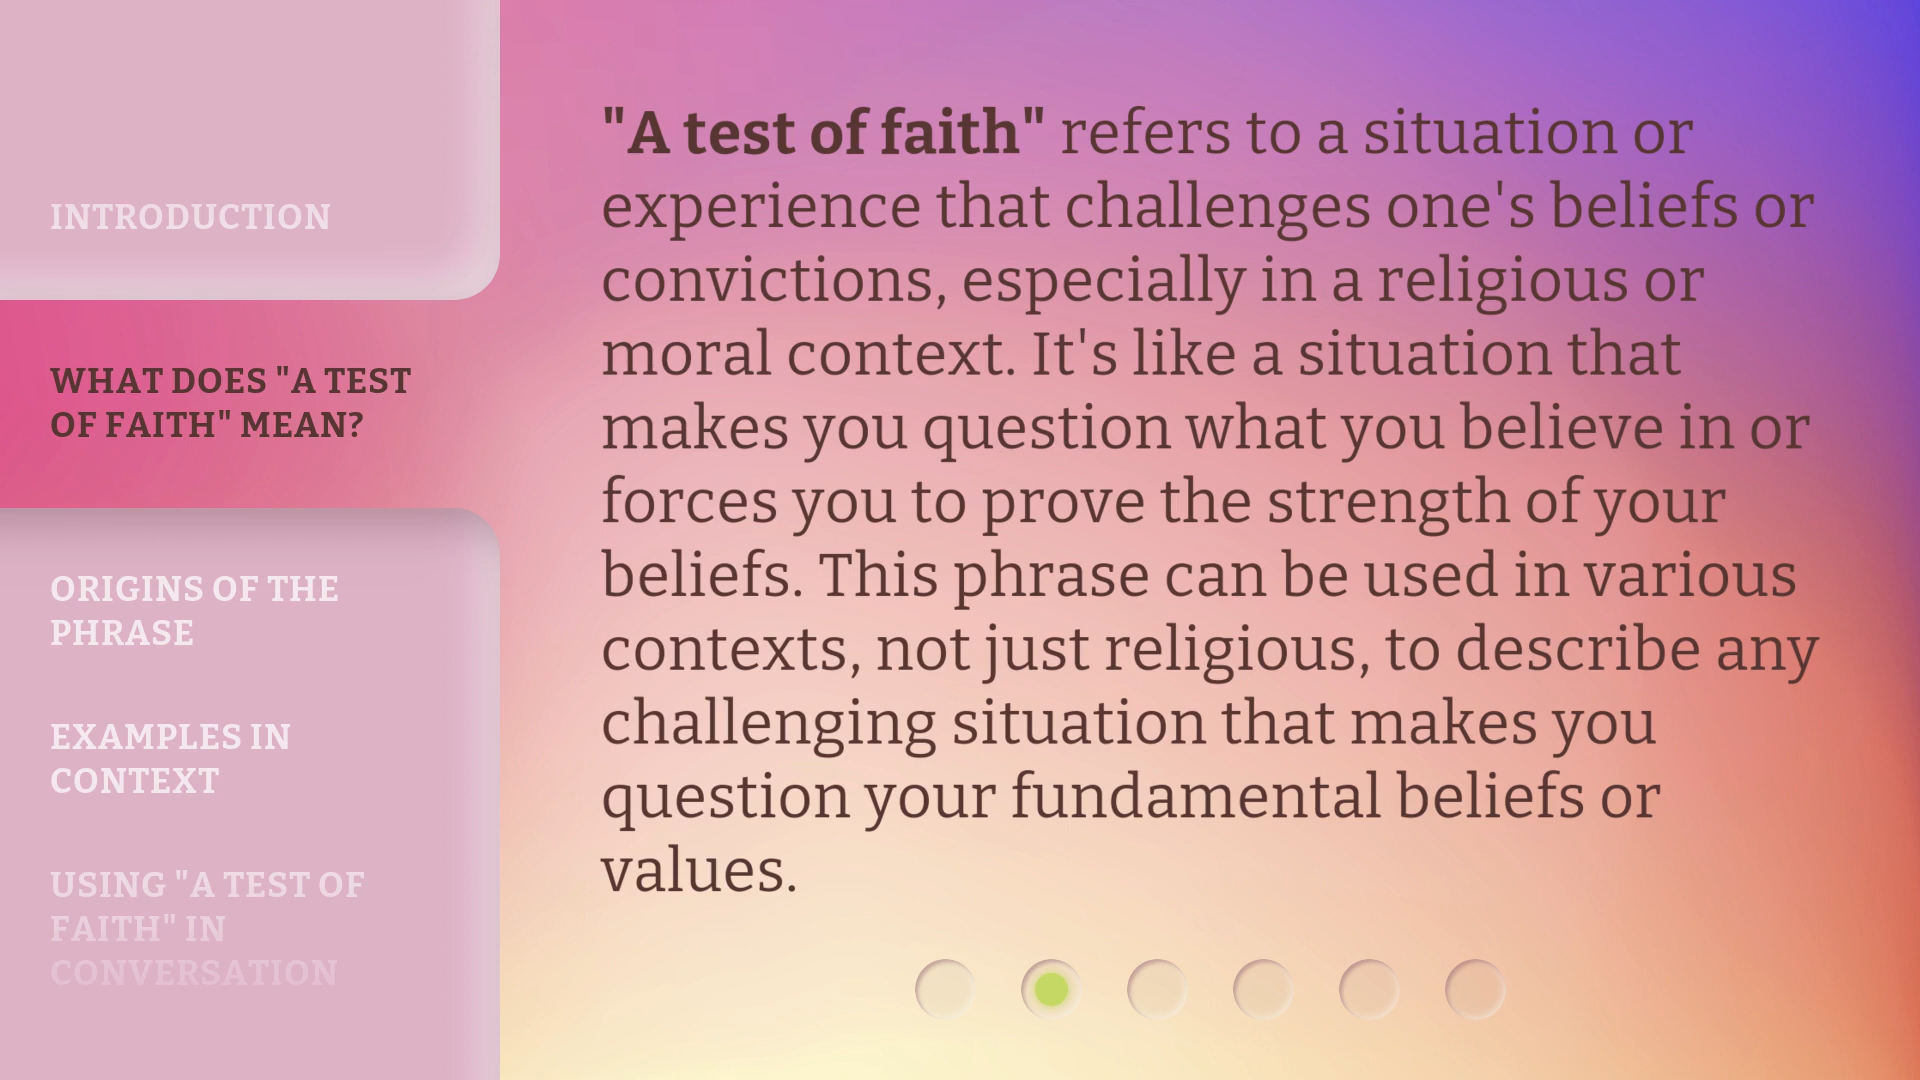 INTRODUCTION
WHAT DOES "A TEST
OF FAITH" MEAN?
ORIGINS OF THE
PHRASE
EXAMPLES IN
CONTEXT
USING "A TEST OF
FAITH" IN
CONVERSATION
"A test of faith" refers to a situation or
experience that challenges one's beliefs or
convictions, especially in a religious or
moral context. It's like a situation that
makes you question what you believe in or
forces you to prove the strength of your
beliefs. This phrase can be used in various
contexts, not just religious, to describe any
challenging situation that makes you
question your fundamental beliefs or
values.